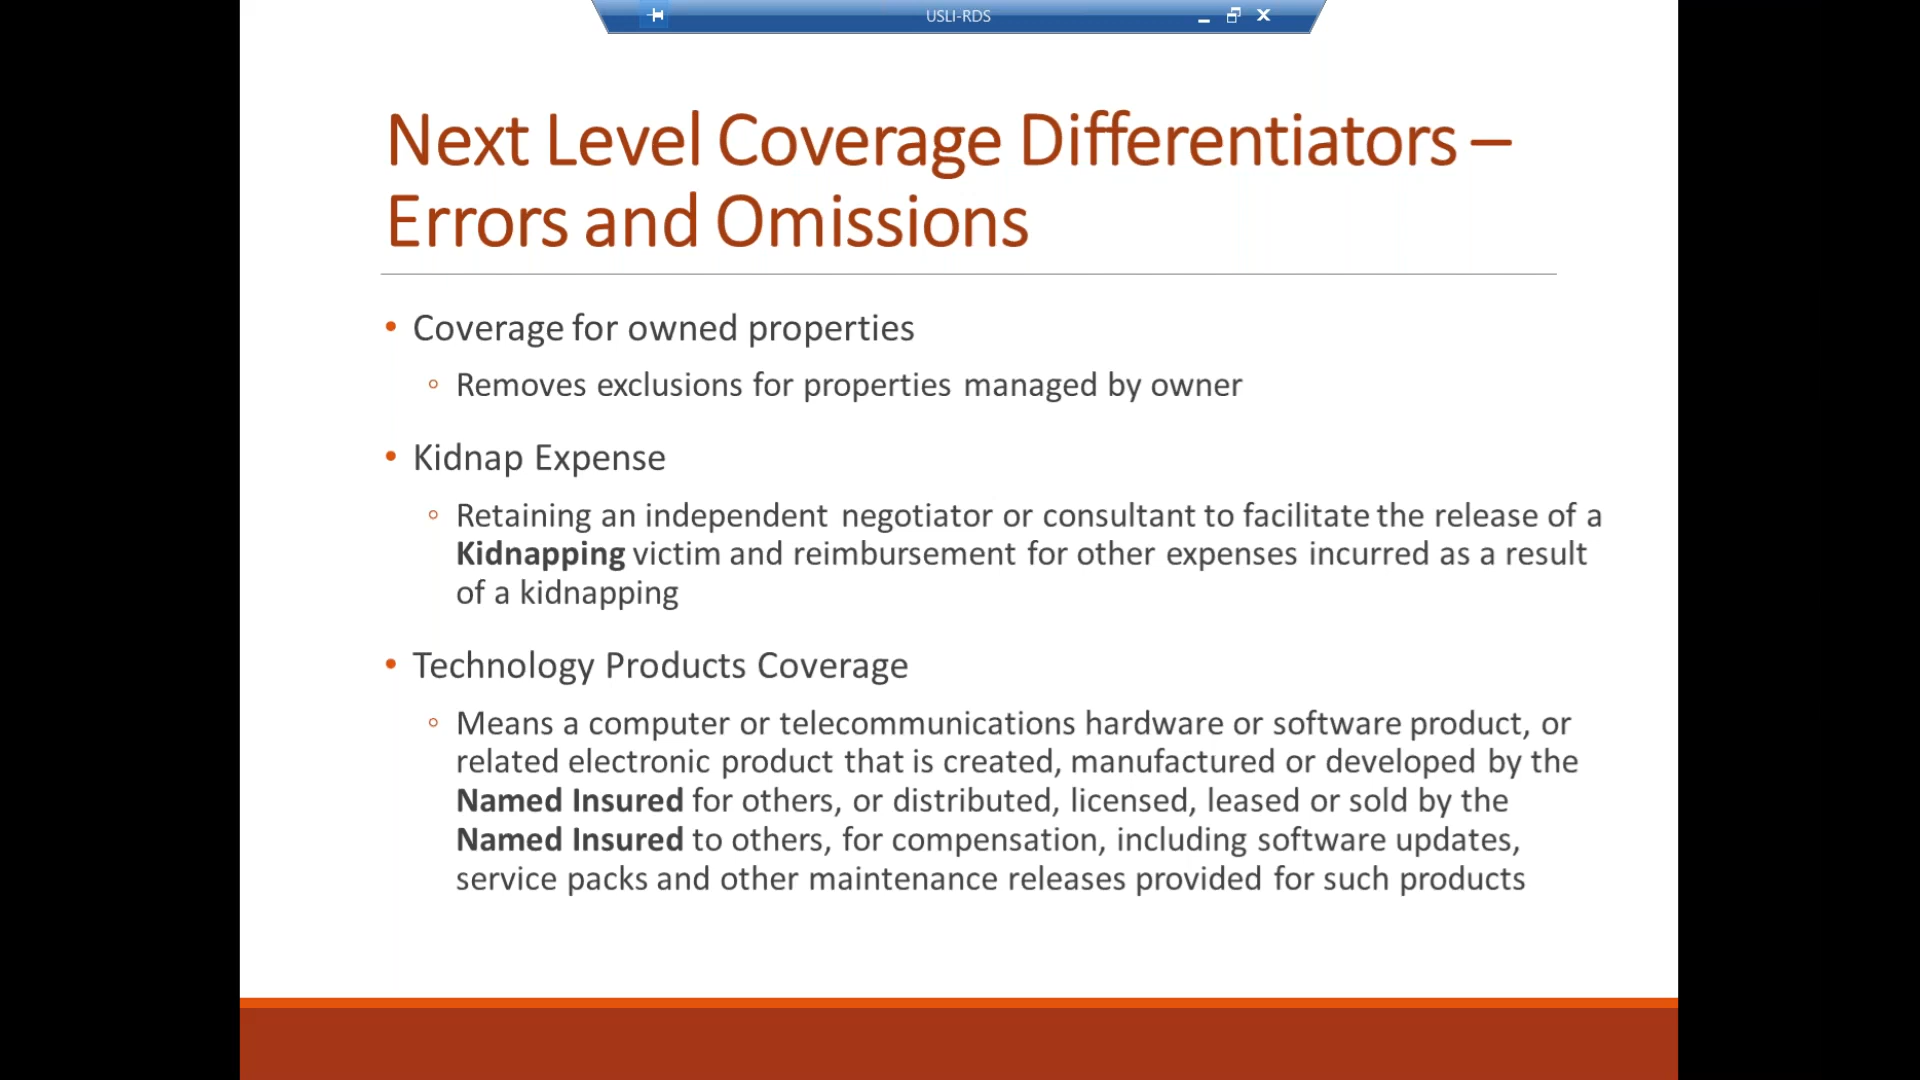 USLI-RDS
Next Level Coverage Differentiators –
Errors and Omissions
• Coverage for owned properties
◦ Removes exclusions for properties managed by owner
• Kidnap Expense
◦ Retaining an independent negotiator or consultant to facilitate the release of a
Kidnapping victim and reimbursement for other expenses incurred as a result
of a kidnapping
• Technology Products Coverage
◦ Means a computer or telecommunications hardware or software product, or
related electronic product that is created, manufactured or developed by the
Named Insured for others, or distributed, licensed, leased or sold by the
Named Insured to others, for compensation, including software updates,
service packs and other maintenance releases provided for such products